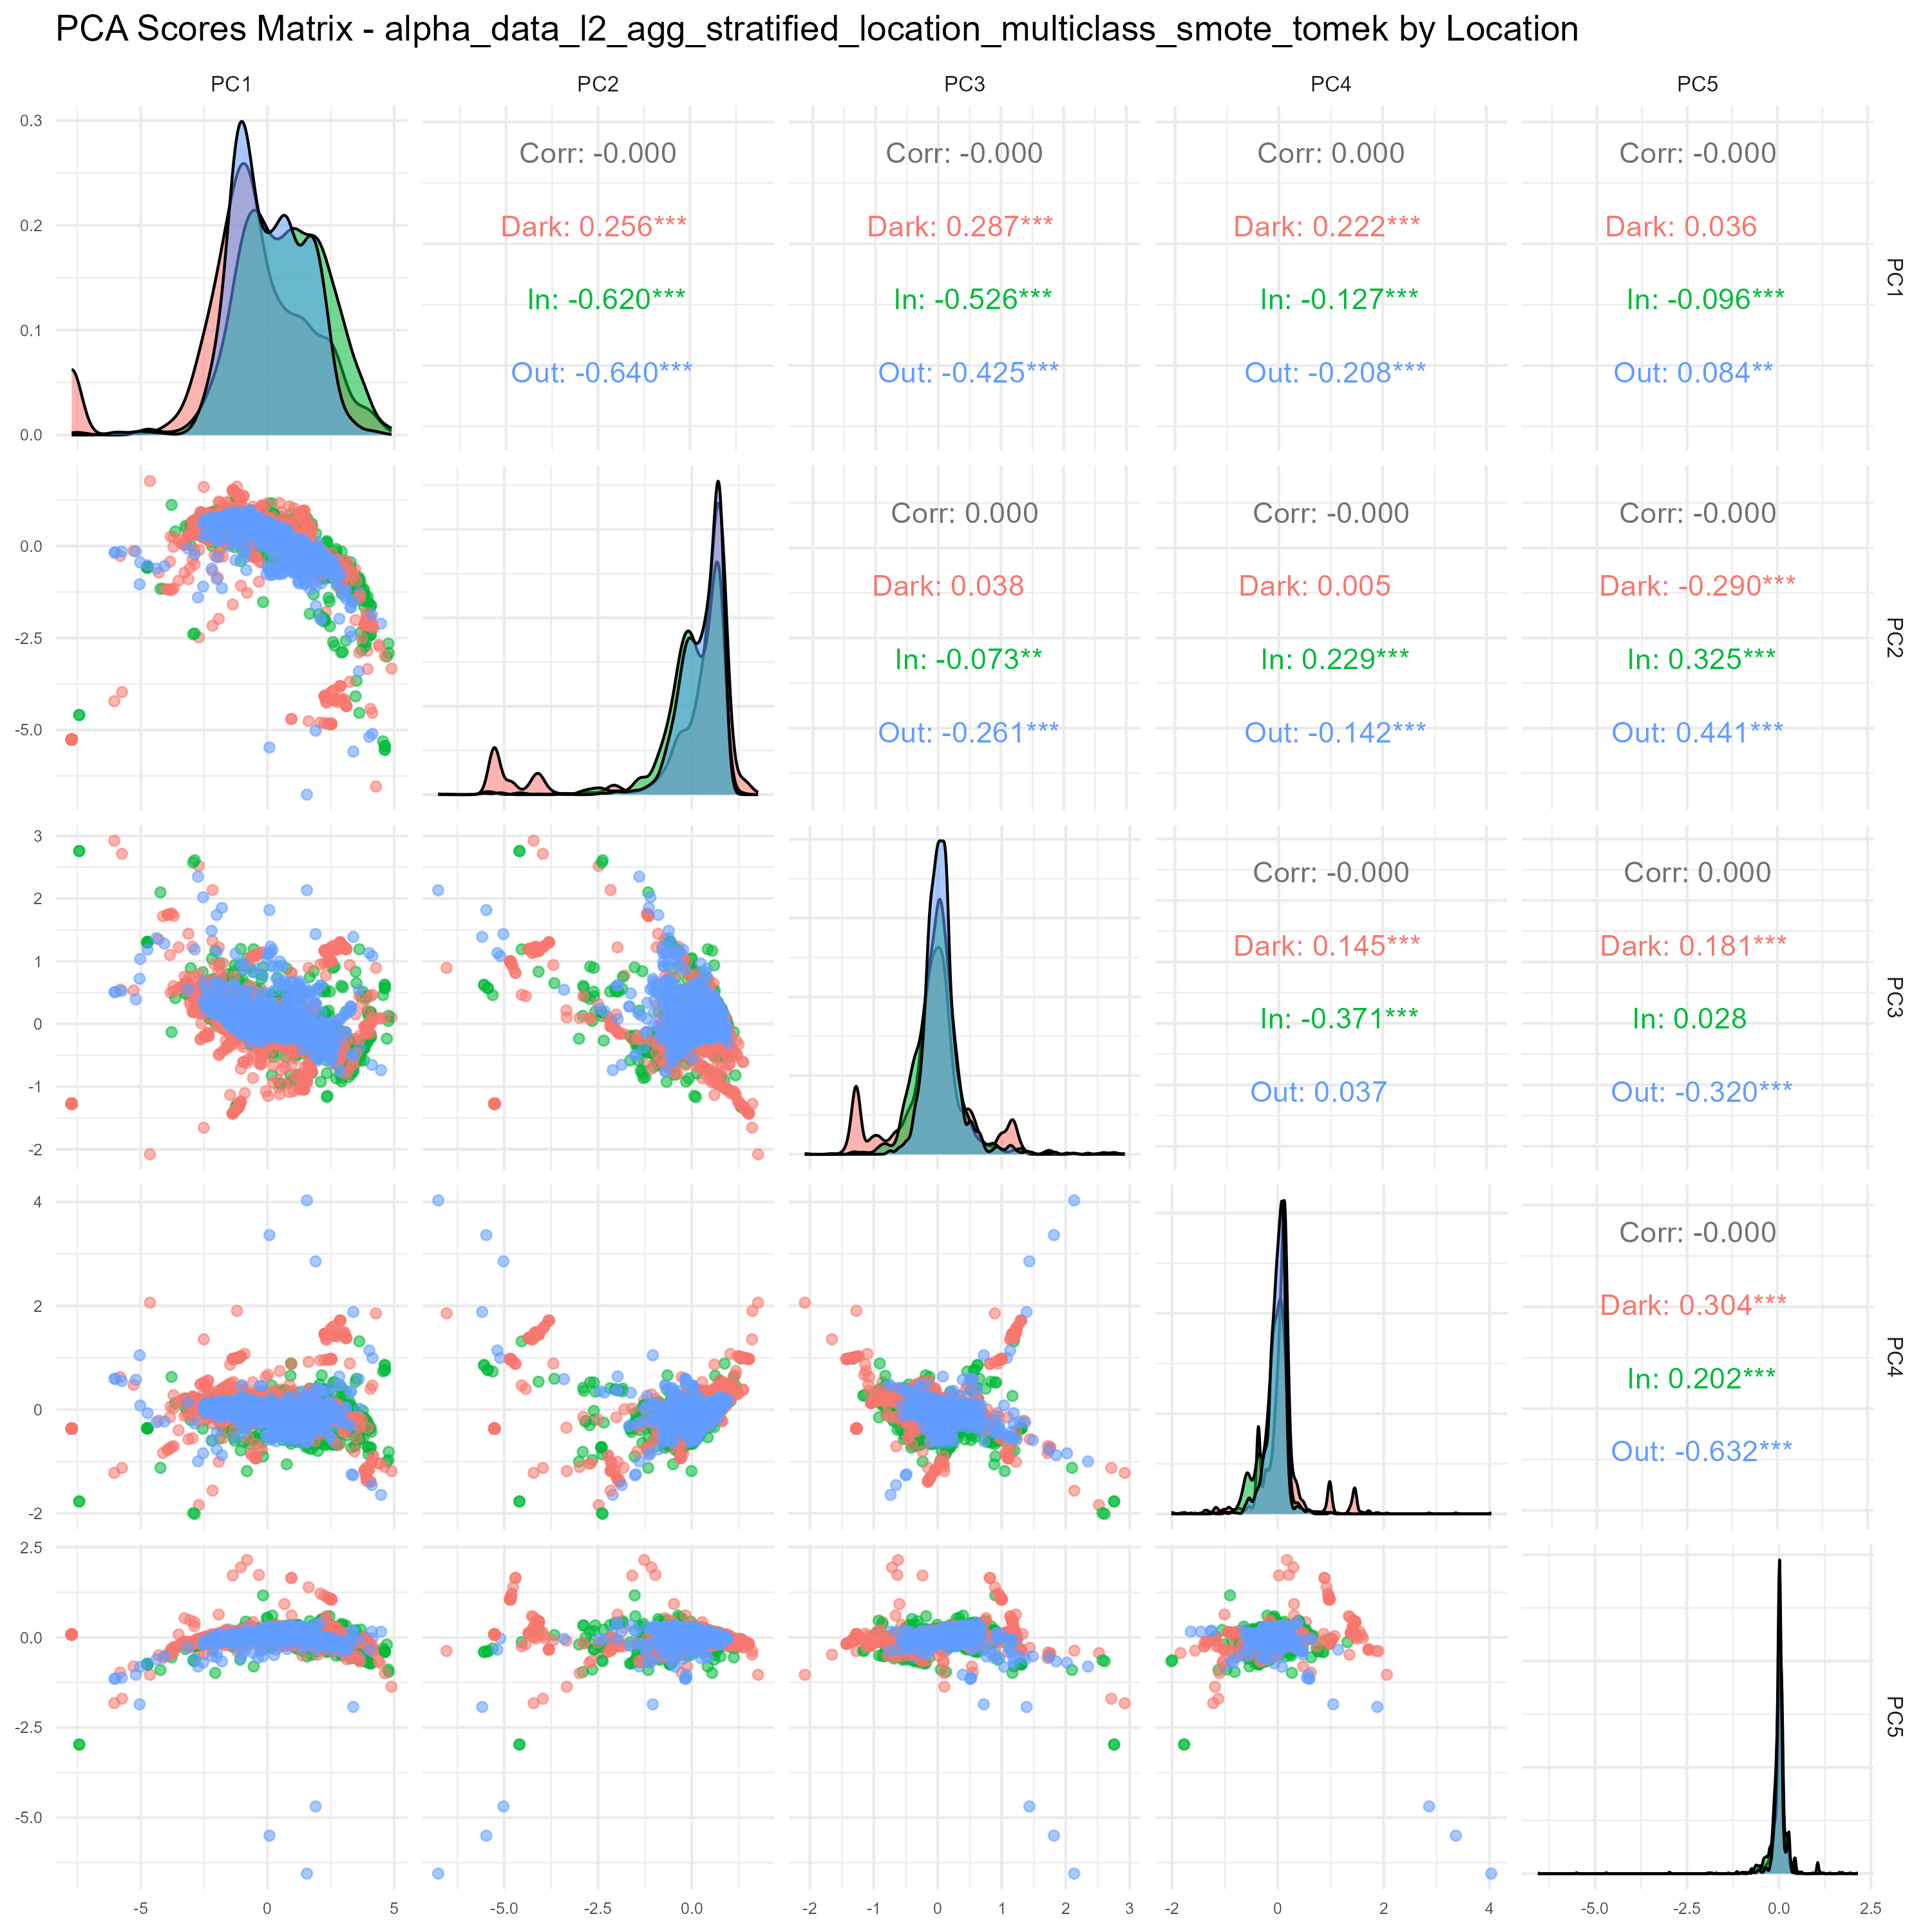 PCA Scores Matrix - alpha_data_l2_agg_stratified_location_multiclass_smote_tomek by Location
PC1 PC2 PC3 PC4 PC5
0.3
0.2
0.1
0.0
Corr: -0.000
Dark: 0.256***
In: -0.620***
Out: -0.640***
Corr: -0.000
Dark: 0.287***
In: -0.526***
Out: -0.425***
Corr: 0.000
Dark: 0.222***
In: -0.127***
Out: -0.208***
Corr: -0.000
Dark: 0.036
In: -0.096***
Out: 0.084**
PC1
0.0
-2.5
-5.0
Corr: 0.000
Dark: 0.038
In: -0.073**
Out: -0.261***
Corr: -0.000
Dark: 0.005
In: 0.229***
Out: -0.142***
Corr: -0.000
Dark: -0.290***
In: 0.325***
Out: 0.441***
PC2
3
2
1
0
-1
-2
Corr: -0.000
Dark: 0.145***
In: -0.371***
Out: 0.037
Corr: 0.000
Dark: 0.181***
In: 0.028
Out: -0.320***
PC3
4
2
0
-2
Corr: -0.000
Dark: 0.304***
In: 0.202***
Out: -0.632***
PC4
2.5
0.0
-2.5
-5.0
PC5
-5 0 5
-5.0 -2.5 0.0
-2 -1 0 1 2 3
-2 0 2 4
-5.0 -2.5 0.0 2.5